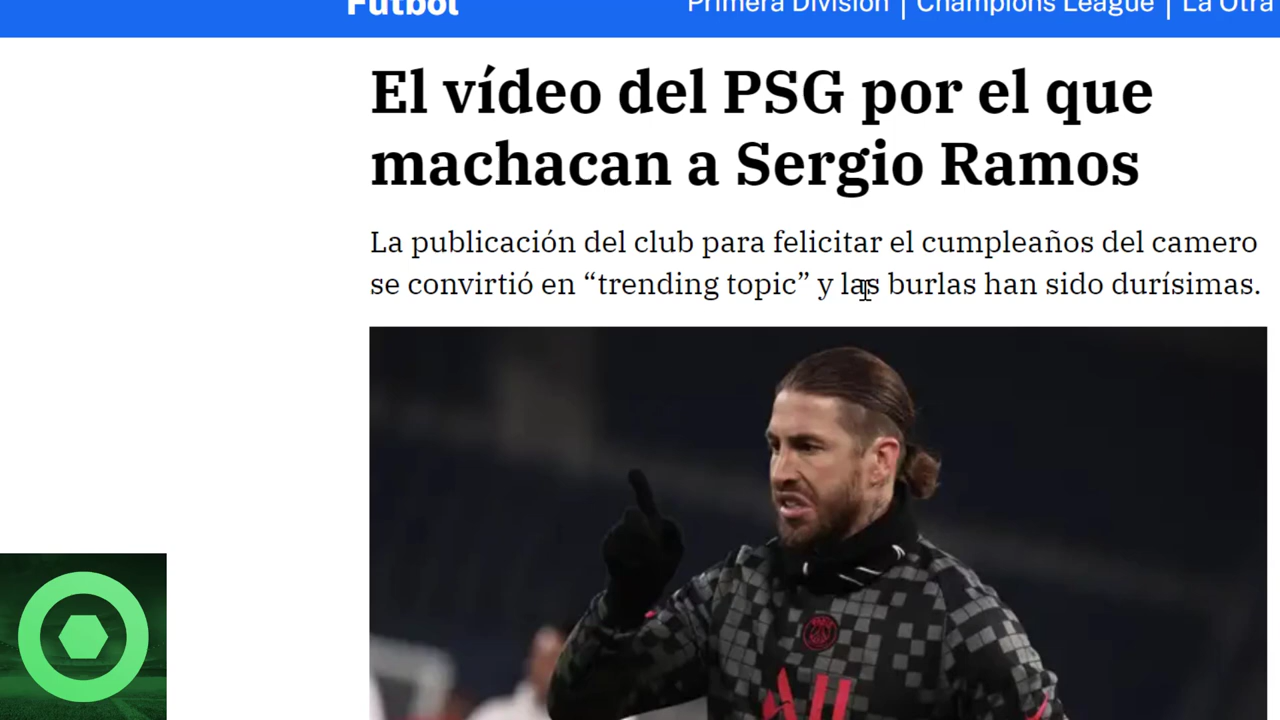 Fútbol
Primera División | Champions League | La Otra
El vídeo del PSG por el que
machacan a Sergio Ramos
La publicación del club para felicitar el cumpleaños del camero
se convirtió en “trending topic” y las burlas han sido durísimas.